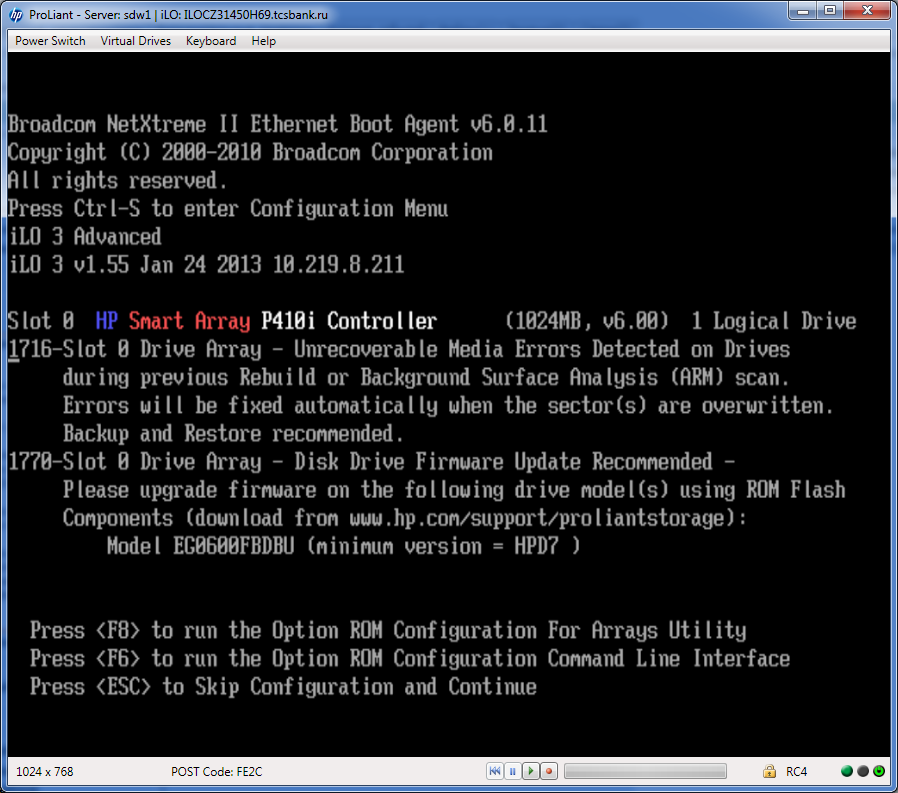 ProLiant - Server: sdw1 | iLO: ILOCZ31450H69.tcsbank.ru
Power Switch Virtual Drives Keyboard Help
Broadcom NetXtreme II Ethernet Boot Agent v6.0.11
Copyright (C) 2000-2010 Broadcom Corporation
All rights reserved.
Press Ctrl-S to enter Configuration Menu
iLO 3 Advanced
iLO 3 v1.55 Jan 24 2013 10.219.8.211
Slot 0 HP Smart Array P410i Controller (1024MB, v6.00) 1 Logical Drive
1716-Slot 0 Drive Array - Unrecoverable Media Errors Detected on Drives
during previous Rebuild or Background Surface Analysis (ARM) scan.
Errors will be fixed automatically when the sector(s) are overwritten.
Backup and Restore recommended.
1770-Slot 0 Drive Array - Disk Drive Firmware Update Recommended -
Please upgrade firmware on the following drive model(s) using ROM Flash
Components (download from www.hp.com/support/proliantstorage):
Model EG0600FBDBU (minimum version = HPD7 )
Press <F8> to run the Option ROM Configuration For Arrays Utility
Press <F6> to run the Option ROM Configuration Command Line Interface
Press <ESC> to Skip Configuration and Continue
1024 x 768 POST Code: FE2C RC4